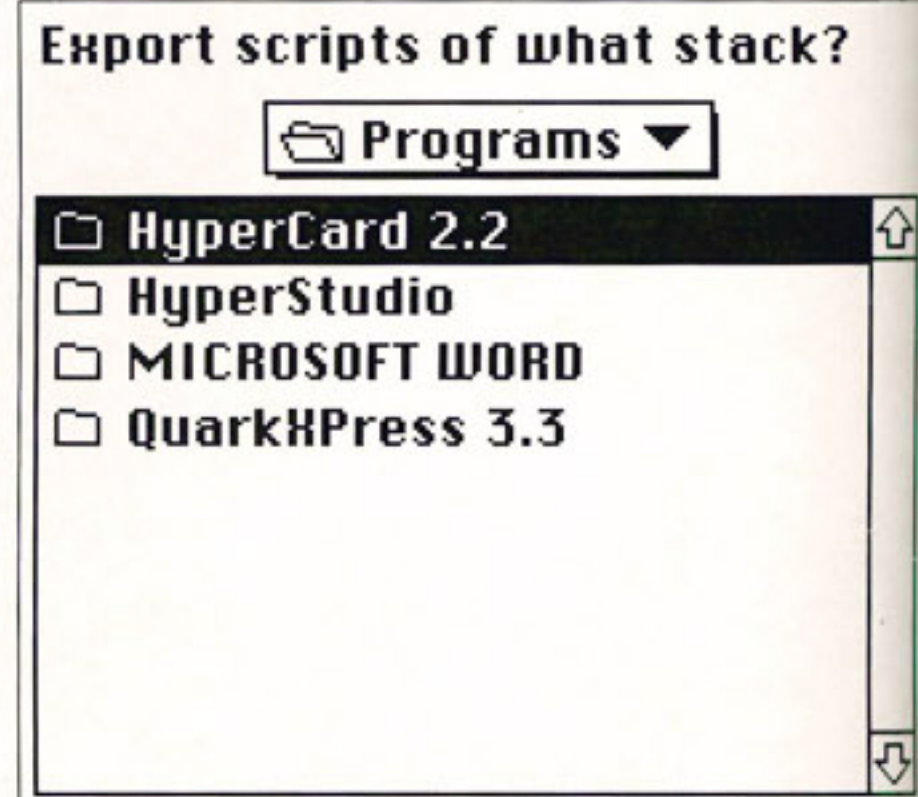 Export scripts of what stack?
Programs
HyperCard 2.2
HyperStudio
MICROSOFT WORD
QuarkXPress 3.3